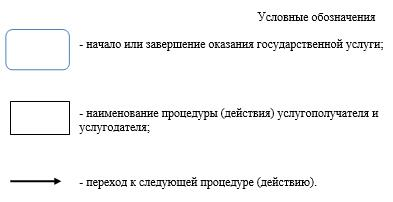 Условные обозначения
- начало или завершение оказания государственной услуги;
- наименование процедуры (действия) услугополучателя и
услугодателя;
- переход к следующей процедуре (действию).